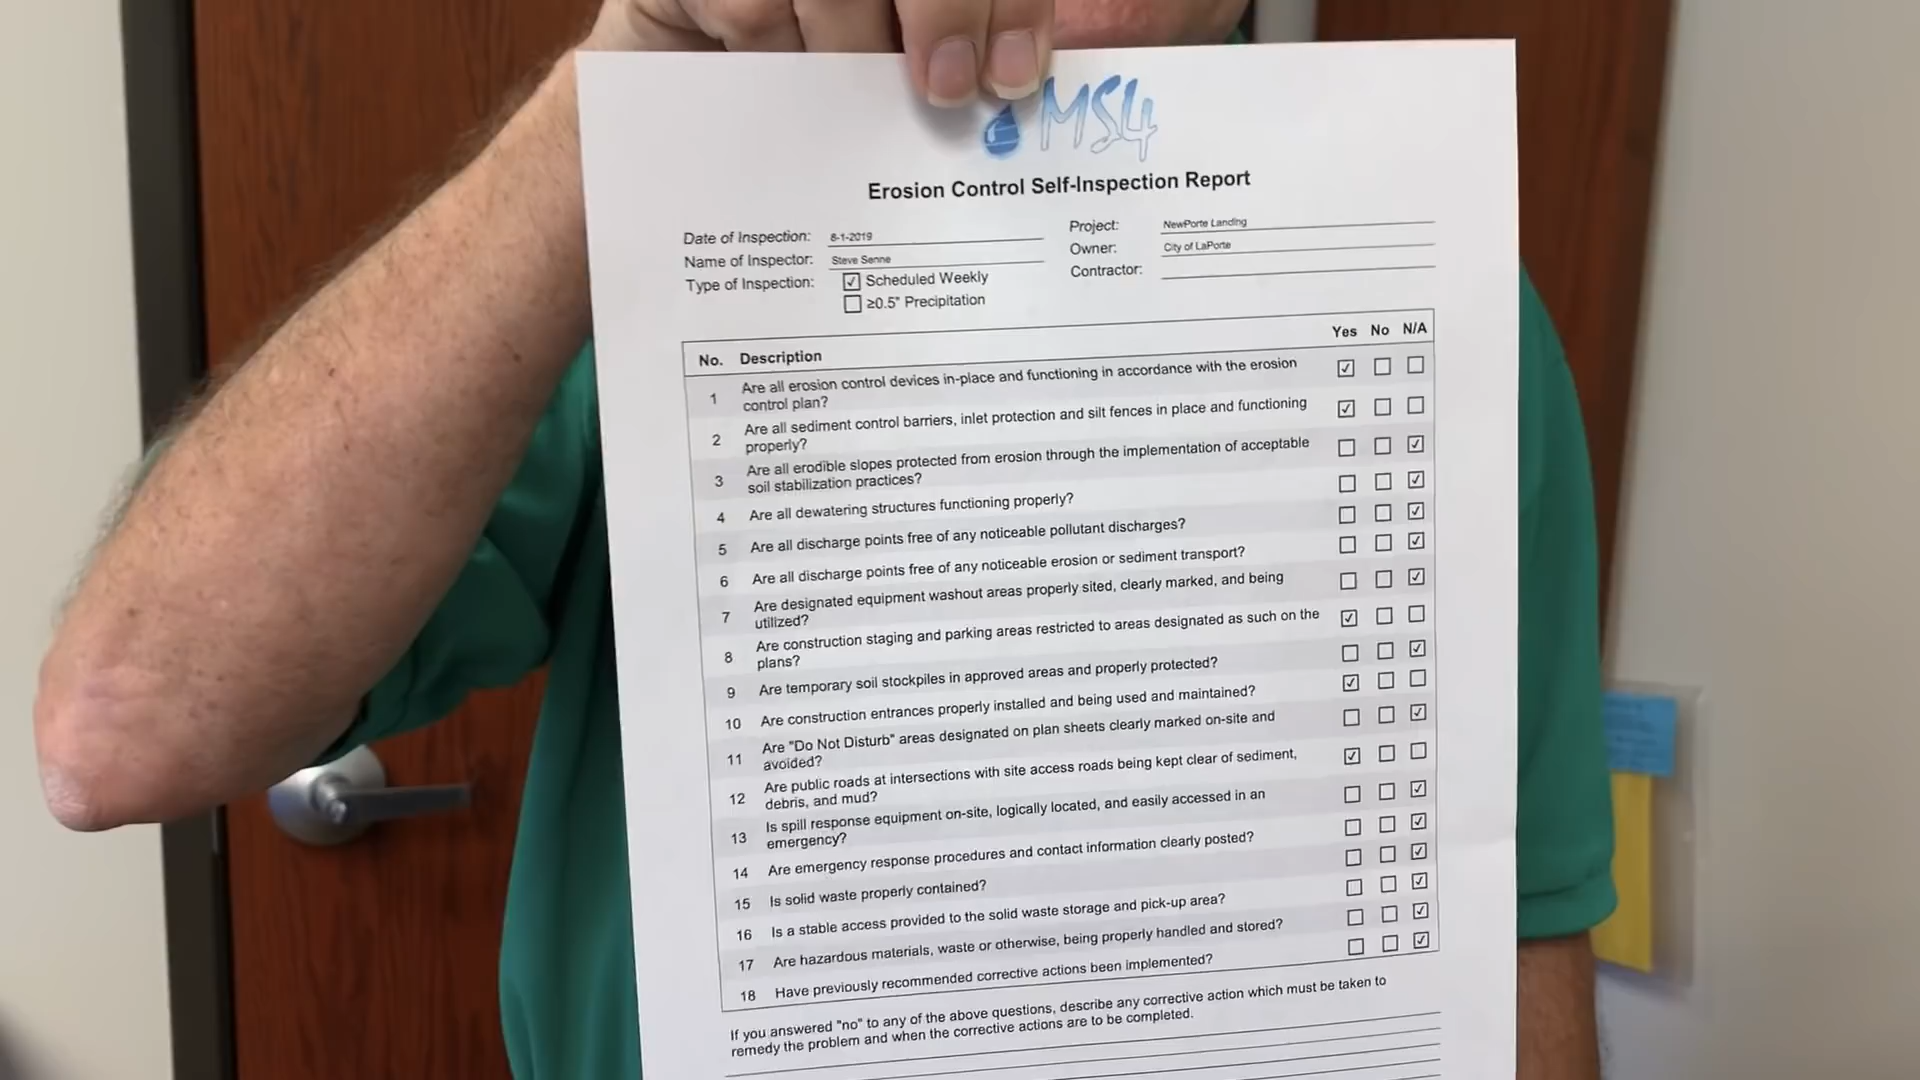 MS4
Erosion Control Self-Inspection Report
Date of Inspection: 8-1-2019
Name of Inspector: Steve Senne
Type of Inspection: ☑ Scheduled Weekly
☐ ≥0.5" Precipitation
Project: NewPorte Landing
Owner: City of LaPorte
Contractor:
No. Description Yes No N/A
1 Are all erosion control devices in-place and functioning in accordance with the erosion ☑ ☐ ☐
control plan?
2 Are all sediment control barriers, inlet protection and silt fences in place and functioning ☑ ☐ ☐
properly?
3 Are all erodible slopes protected from erosion through the implementation of acceptable ☐ ☐ ☑
soil stabilization practices?
4 Are all dewatering structures functioning properly? ☐ ☐ ☑
5 Are all discharge points free of any noticeable pollutant discharges? ☐ ☐ ☑
6 Are all discharge points free of any noticeable erosion or sediment transport? ☐ ☐ ☑
7 Are designated equipment washout areas properly sited, clearly marked, and being ☐ ☐ ☑
utilized?
8 Are construction staging and parking areas restricted to areas designated as such on the ☑ ☐ ☐
plans?
9 Are temporary soil stockpiles in approved areas and properly protected? ☐ ☐ ☑
10 Are construction entrances properly installed and being used and maintained? ☑ ☐ ☐
11 Are "Do Not Disturb" areas designated on plan sheets clearly marked on-site and ☐ ☐ ☑
avoided?
12 Are public roads at intersections with site access roads being kept clear of sediment, ☑ ☐ ☐
debris, and mud?
13 Is spill response equipment on-site, logically located, and easily accessed in an ☐ ☐ ☑
emergency?
14 Are emergency response procedures and contact information clearly posted? ☐ ☐ ☑
15 Is solid waste properly contained? ☐ ☐ ☑
16 Is a stable access provided to the solid waste storage and pick-up area? ☐ ☐ ☑
17 Are hazardous materials, waste or otherwise, being properly handled and stored? ☐ ☐ ☑
18 Have previously recommended corrective actions been implemented? ☐ ☐ ☑
If you answered "no" to any of the above questions, describe any corrective action which must be taken to
remedy the problem and when the corrective actions are to be completed.